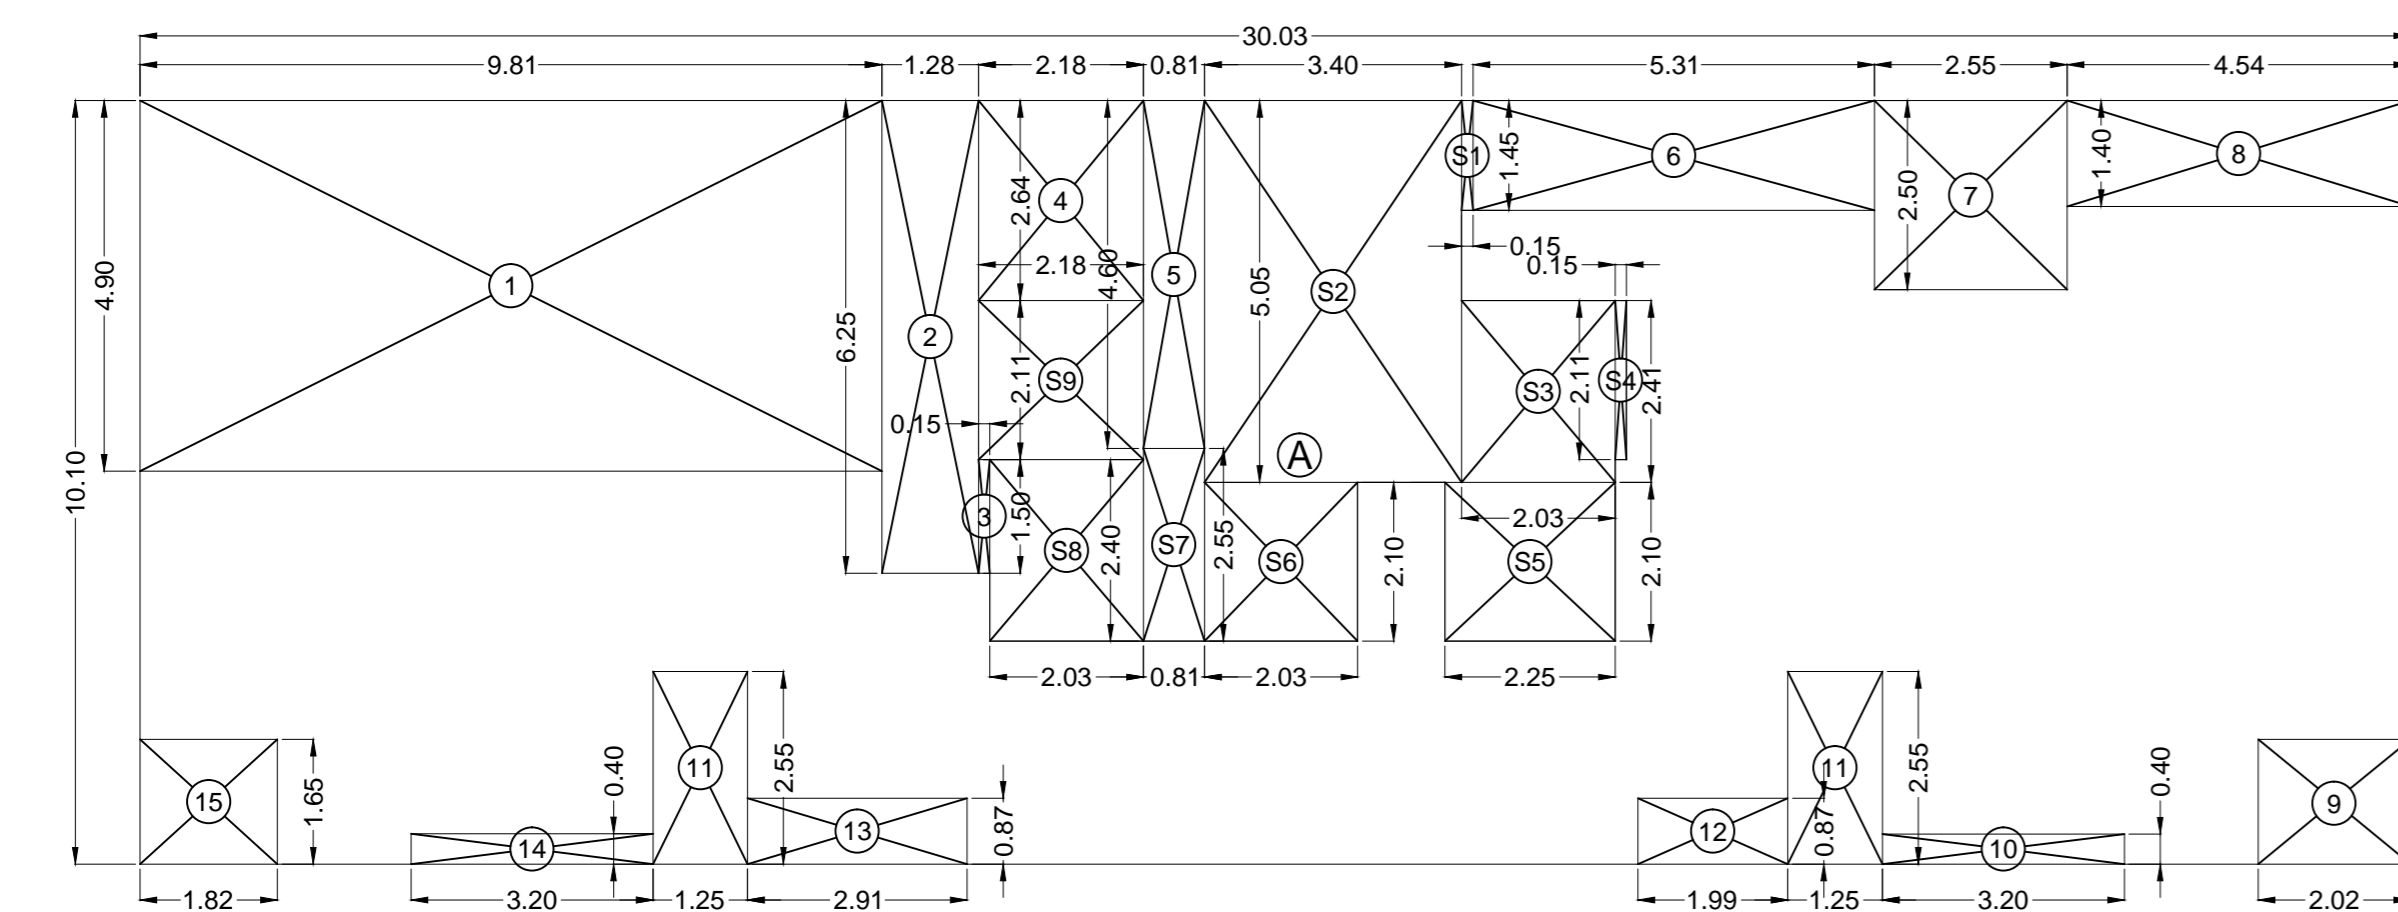 30.03
9.81 1.28 2.18 0.81 3.40 5.31 2.55 4.54
S1 1.45 6 1.40 8
2.64 4 2.50 7
0.15
2.18 4.60 5 0.15
4.90 1 5.05 S2
6.25 2
2.11 S9 2.11 S3 S4 2.41
0.15 A
10.10
3 1.50 2.03
S8 2.40 S7 2.55 S6 2.10 S5 2.10
2.03 0.81 2.03 2.25
0.40 11 2.55 11 2.55 0.40
15 1.65 13 0.87 12 0.87 9
14 10
1.82 3.20 1.25 2.91 1.99 1.25 3.20 2.02